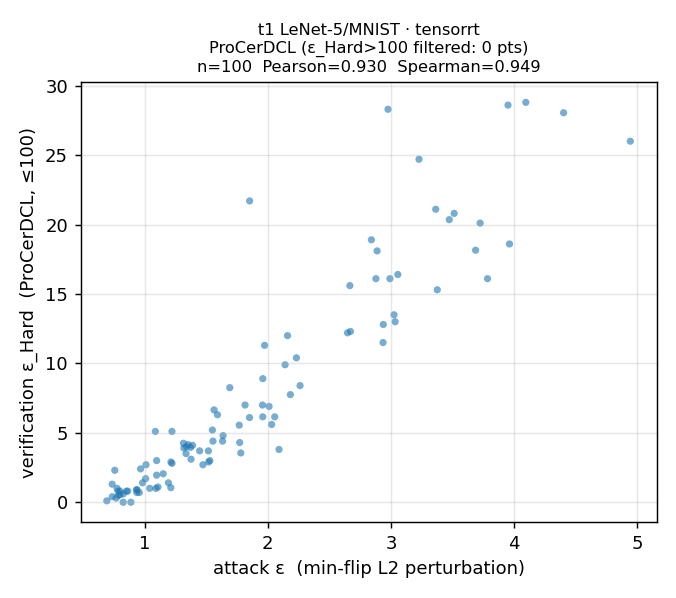 t1 LeNet-5/MNIST · tensorrt
ProCerDCL (ε_Hard>100 filtered: 0 pts)
n=100  Pearson=0.930  Spearman=0.949
30
25
20
15
10
5
0
verification ε_Hard  (ProCerDCL, ≤100)
1 2 3 4 5
attack ε  (min-flip L2 perturbation)